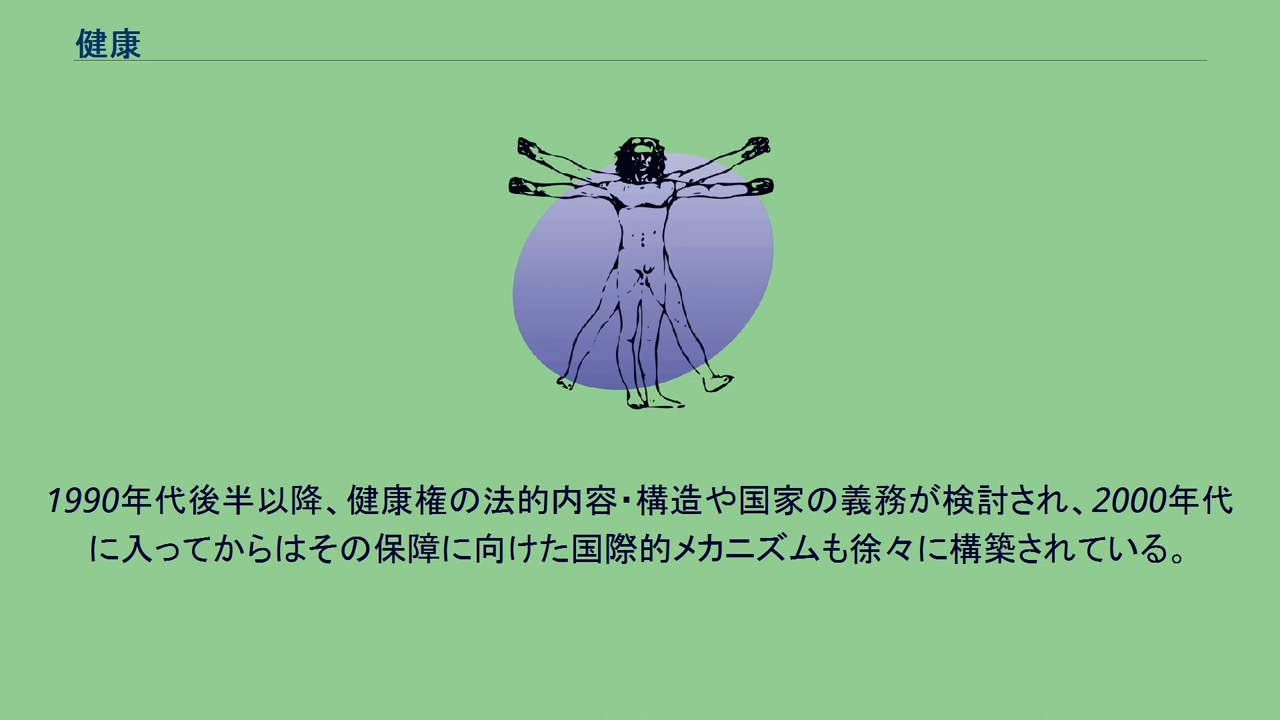 健康
1990年代後半以降、健康権の法的内容・構造や国家の義務が検討され、2000年代
に入ってからはその保障に向けた国際的メカニズムも徐々に構築されている。